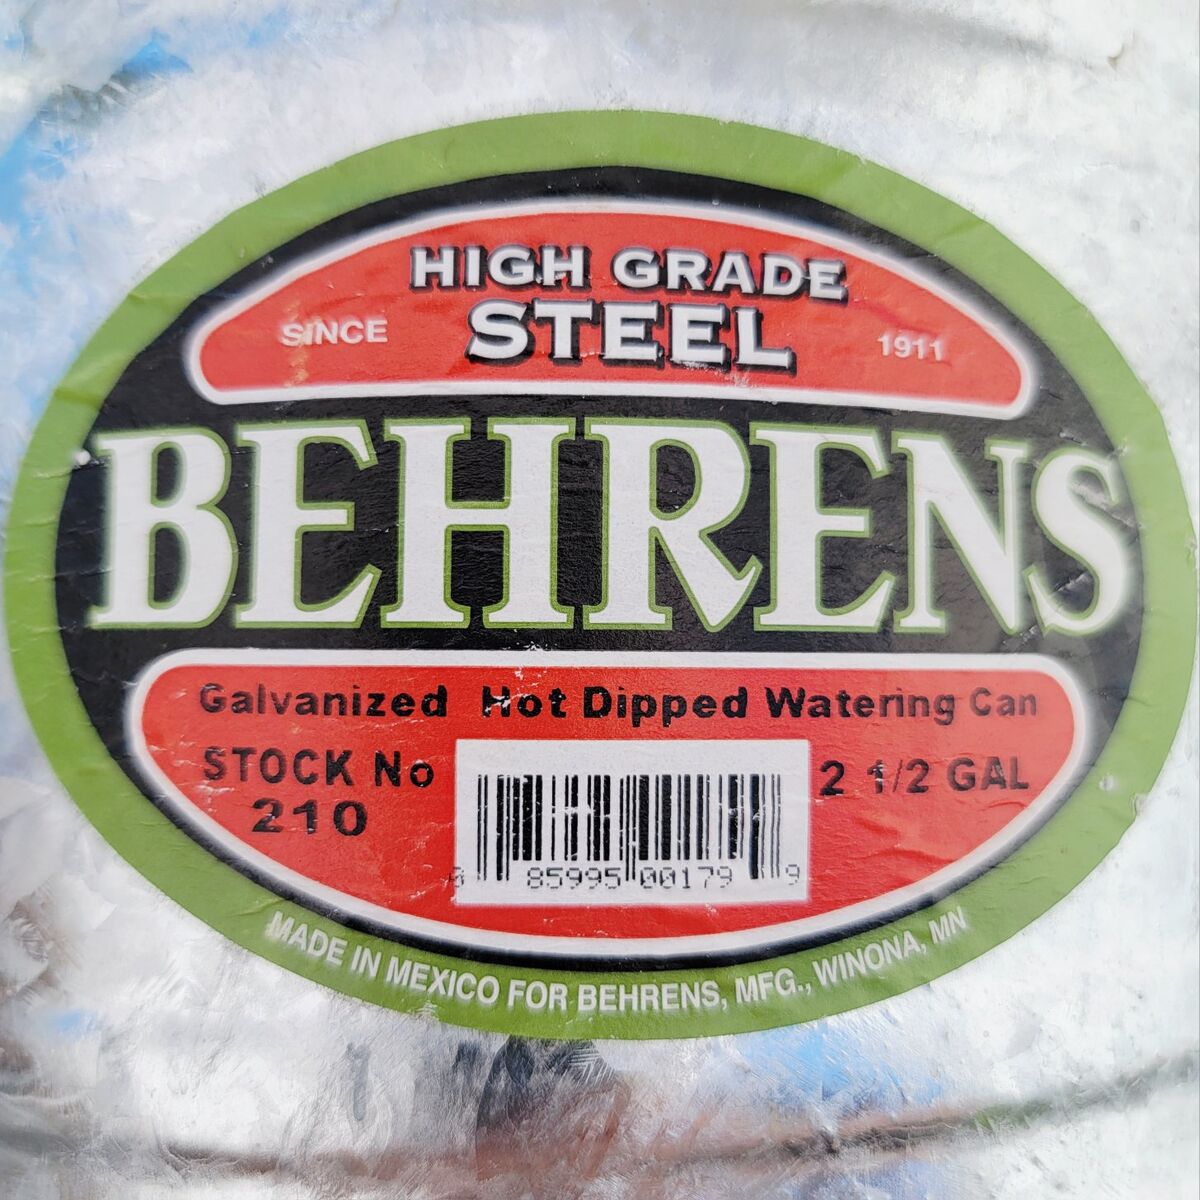 HIGH GRADE
STEEL
SINCE 1911
BEHRENS
Galvanized Hot Dipped Watering Can
STOCK No
210
2 1/2 GAL
85995 00179 9
MADE IN MEXICO FOR BEHRENS, MFG., WINONA, MN